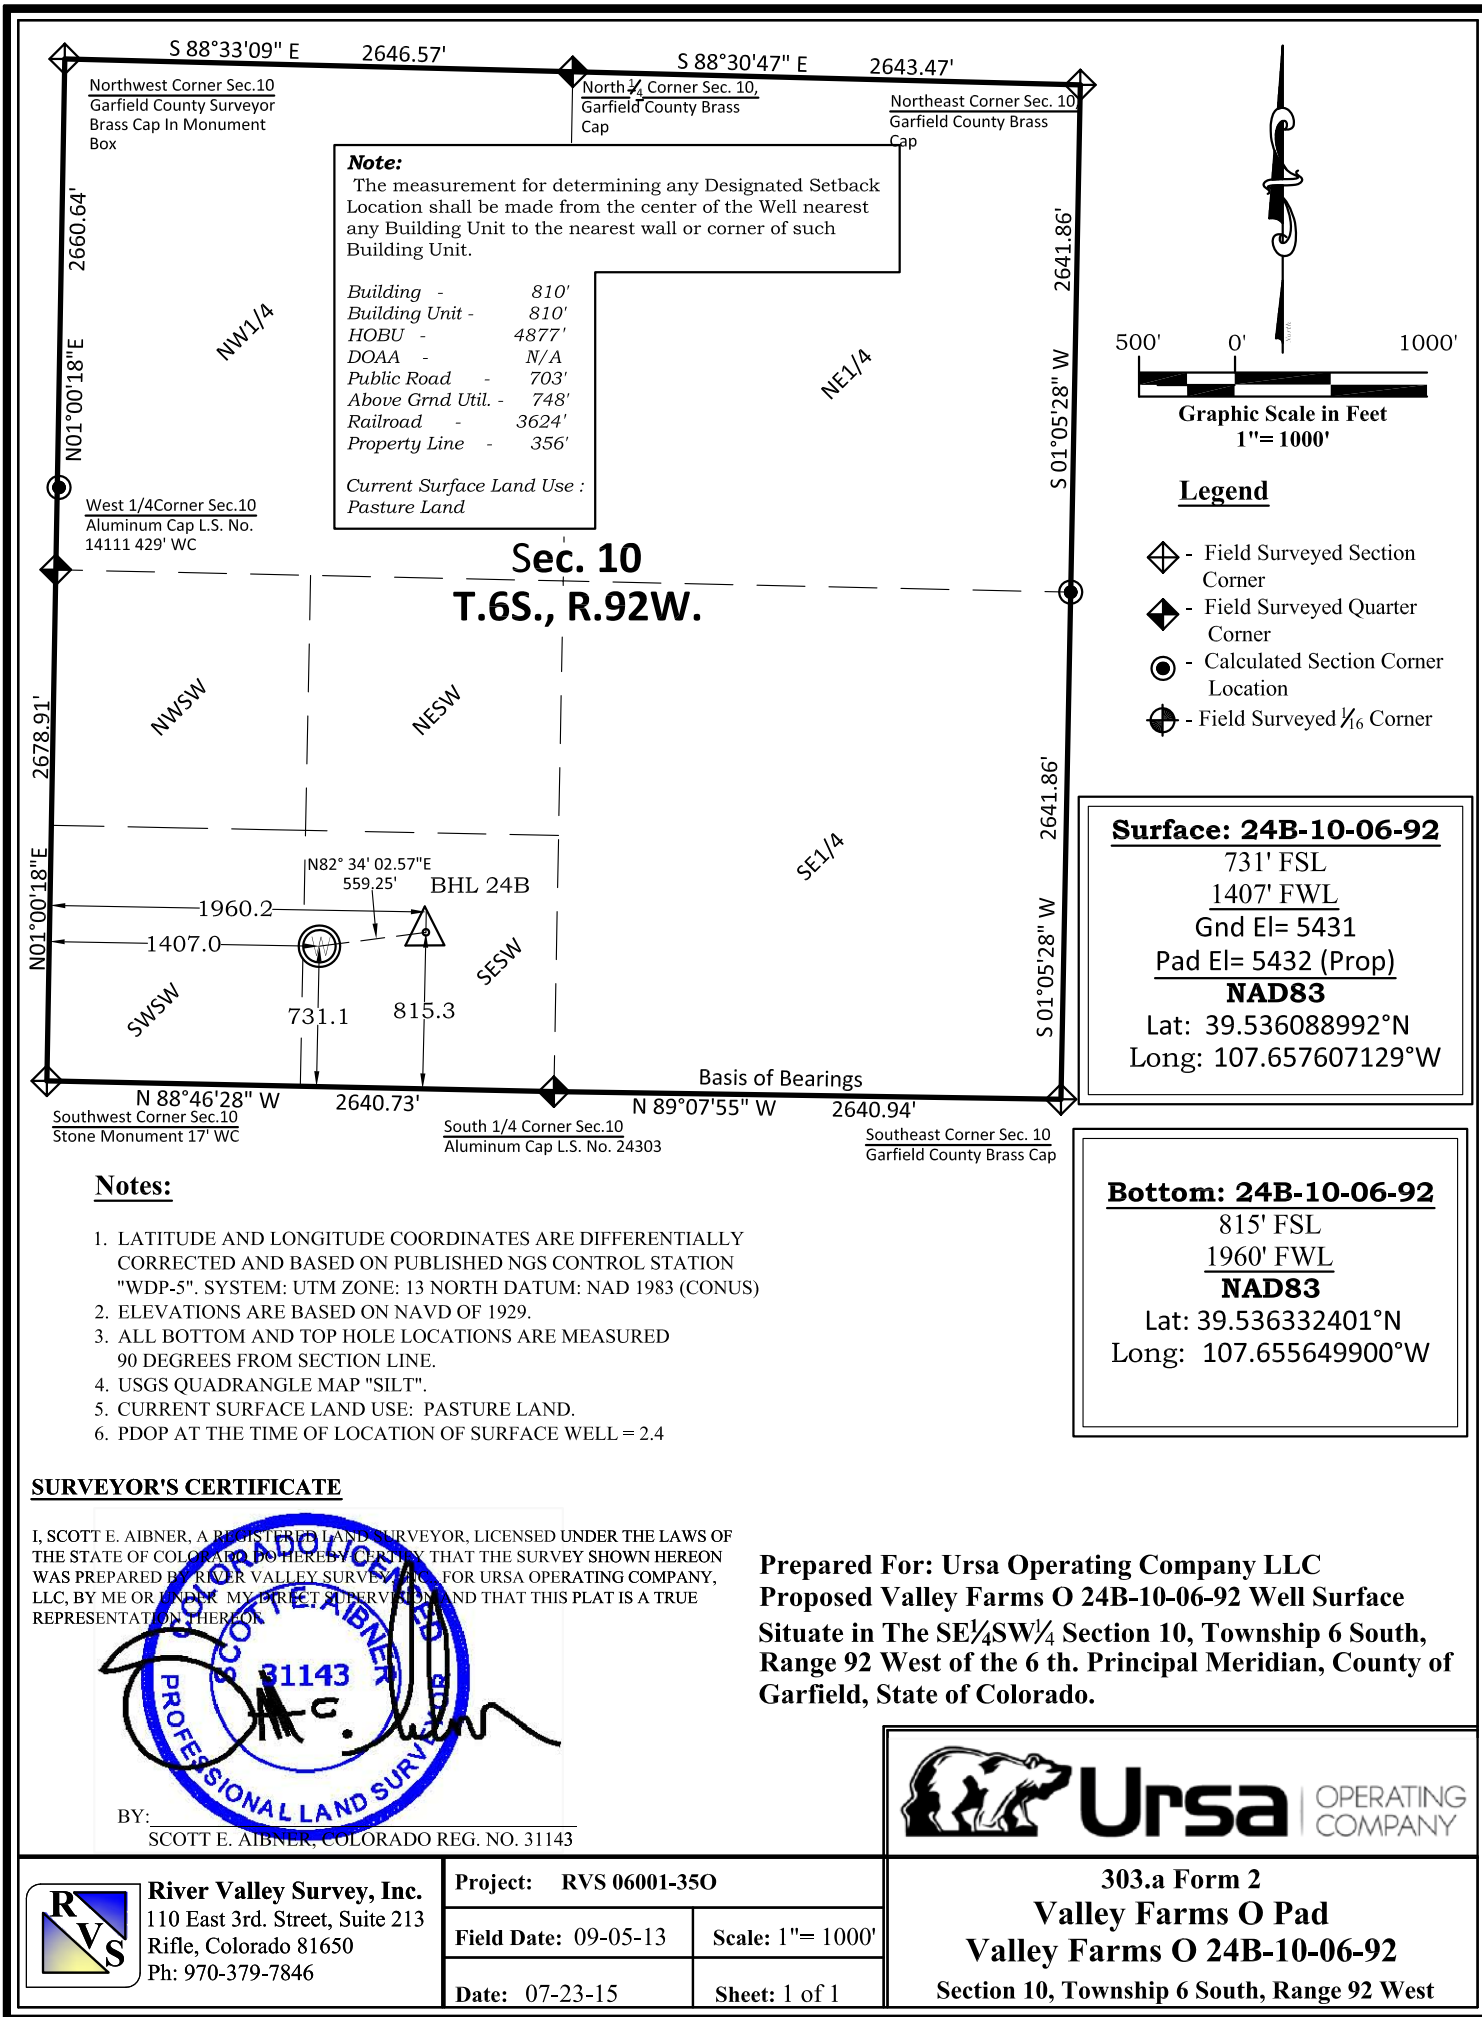 S 88°33'09" E 2646.57'
S 88°30'47" E 2643.47'
Northwest Corner Sec.10
Garfield County Surveyor
Brass Cap In Monument
Box
North 1/4 Corner Sec. 10,
Garfield County Brass
Cap
Northeast Corner Sec. 10,
Garfield County Brass
Cap
Note:
The measurement for determining any Designated Setback
Location shall be made from the center of the Well nearest
any Building Unit to the nearest wall or corner of such
Building Unit.
Building - 810'
Building Unit - 810'
HOBU - 4877'
DOAA - N/A
Public Road - 703'
Above Grnd Util. - 748'
Railroad - 3624'
Property Line - 356'
Current Surface Land Use :
Pasture Land
N01°00'18"E 2660.64'
S 01°05'28" W 2641.86'
NW1/4
NE1/4
North
500' 0' 1000'
Graphic Scale in Feet
1"= 1000'
Legend
- Field Surveyed Section
Corner
- Field Surveyed Quarter
Corner
- Calculated Section Corner
Location
- Field Surveyed 1/16 Corner
West 1/4Corner Sec.10
Aluminum Cap L.S. No.
14111 429' WC
Sec. 10
T.6S., R.92W.
N01°00'18"E 2678.91'
S 01°05'28" W 2641.86'
NWSW
NESW
SE1/4
N82° 34' 02.57"E
559.25'
BHL 24B
1960.2
1407.0
W
731.1
815.3
SWSW
SESW
N 88°46'28" W 2640.73'
Basis of Bearings
N 89°07'55" W 2640.94'
Southwest Corner Sec.10
Stone Monument 17' WC
South 1/4 Corner Sec.10
Aluminum Cap L.S. No. 24303
Southeast Corner Sec. 10
Garfield County Brass Cap
Surface: 24B-10-06-92
731' FSL
1407' FWL
Gnd El= 5431
Pad El= 5432 (Prop)
NAD83
Lat: 39.536088992°N
Long: 107.657607129°W
Bottom: 24B-10-06-92
815' FSL
1960' FWL
NAD83
Lat: 39.536332401°N
Long: 107.655649900°W
Notes:
1. LATITUDE AND LONGITUDE COORDINATES ARE DIFFERENTIALLY
CORRECTED AND BASED ON PUBLISHED NGS CONTROL STATION
"WDP-5". SYSTEM: UTM ZONE: 13 NORTH DATUM: NAD 1983 (CONUS)
2. ELEVATIONS ARE BASED ON NAVD OF 1929.
3. ALL BOTTOM AND TOP HOLE LOCATIONS ARE MEASURED
90 DEGREES FROM SECTION LINE.
4. USGS QUADRANGLE MAP "SILT".
5. CURRENT SURFACE LAND USE: PASTURE LAND.
6. PDOP AT THE TIME OF LOCATION OF SURFACE WELL = 2.4
SURVEYOR'S CERTIFICATE
I, SCOTT E. AIBNER, A REGISTERED LAND SURVEYOR, LICENSED UNDER THE LAWS OF
THE STATE OF COLORADO DO HEREBY CERTIFY THAT THE SURVEY SHOWN HEREON
WAS PREPARED BY RIVER VALLEY SURVEY, FOR URSA OPERATING COMPANY,
LLC, BY ME OR UNDER MY DIRECT SUPERVISION AND THAT THIS PLAT IS A TRUE
REPRESENTATION THEREOF.
COLORADO LICENSED
SCOTT E. AIBNER
31143
PROFESSIONAL LAND SURVEYOR
BY:
SCOTT E. AIBNER, COLORADO REG. NO. 31143
Prepared For: Ursa Operating Company LLC
Proposed Valley Farms O 24B-10-06-92 Well Surface
Situate in The SE1/4SW1/4 Section 10, Township 6 South,
Range 92 West of the 6 th. Principal Meridian, County of
Garfield, State of Colorado.
Ursa OPERATING
COMPANY
RVS
River Valley Survey, Inc.
110 East 3rd. Street, Suite 213
Rifle, Colorado 81650
Ph: 970-379-7846
Project: RVS 06001-35O
Field Date: 09-05-13 Scale: 1"= 1000'
Date: 07-23-15 Sheet: 1 of 1
303.a Form 2
Valley Farms O Pad
Valley Farms O 24B-10-06-92
Section 10, Township 6 South, Range 92 West